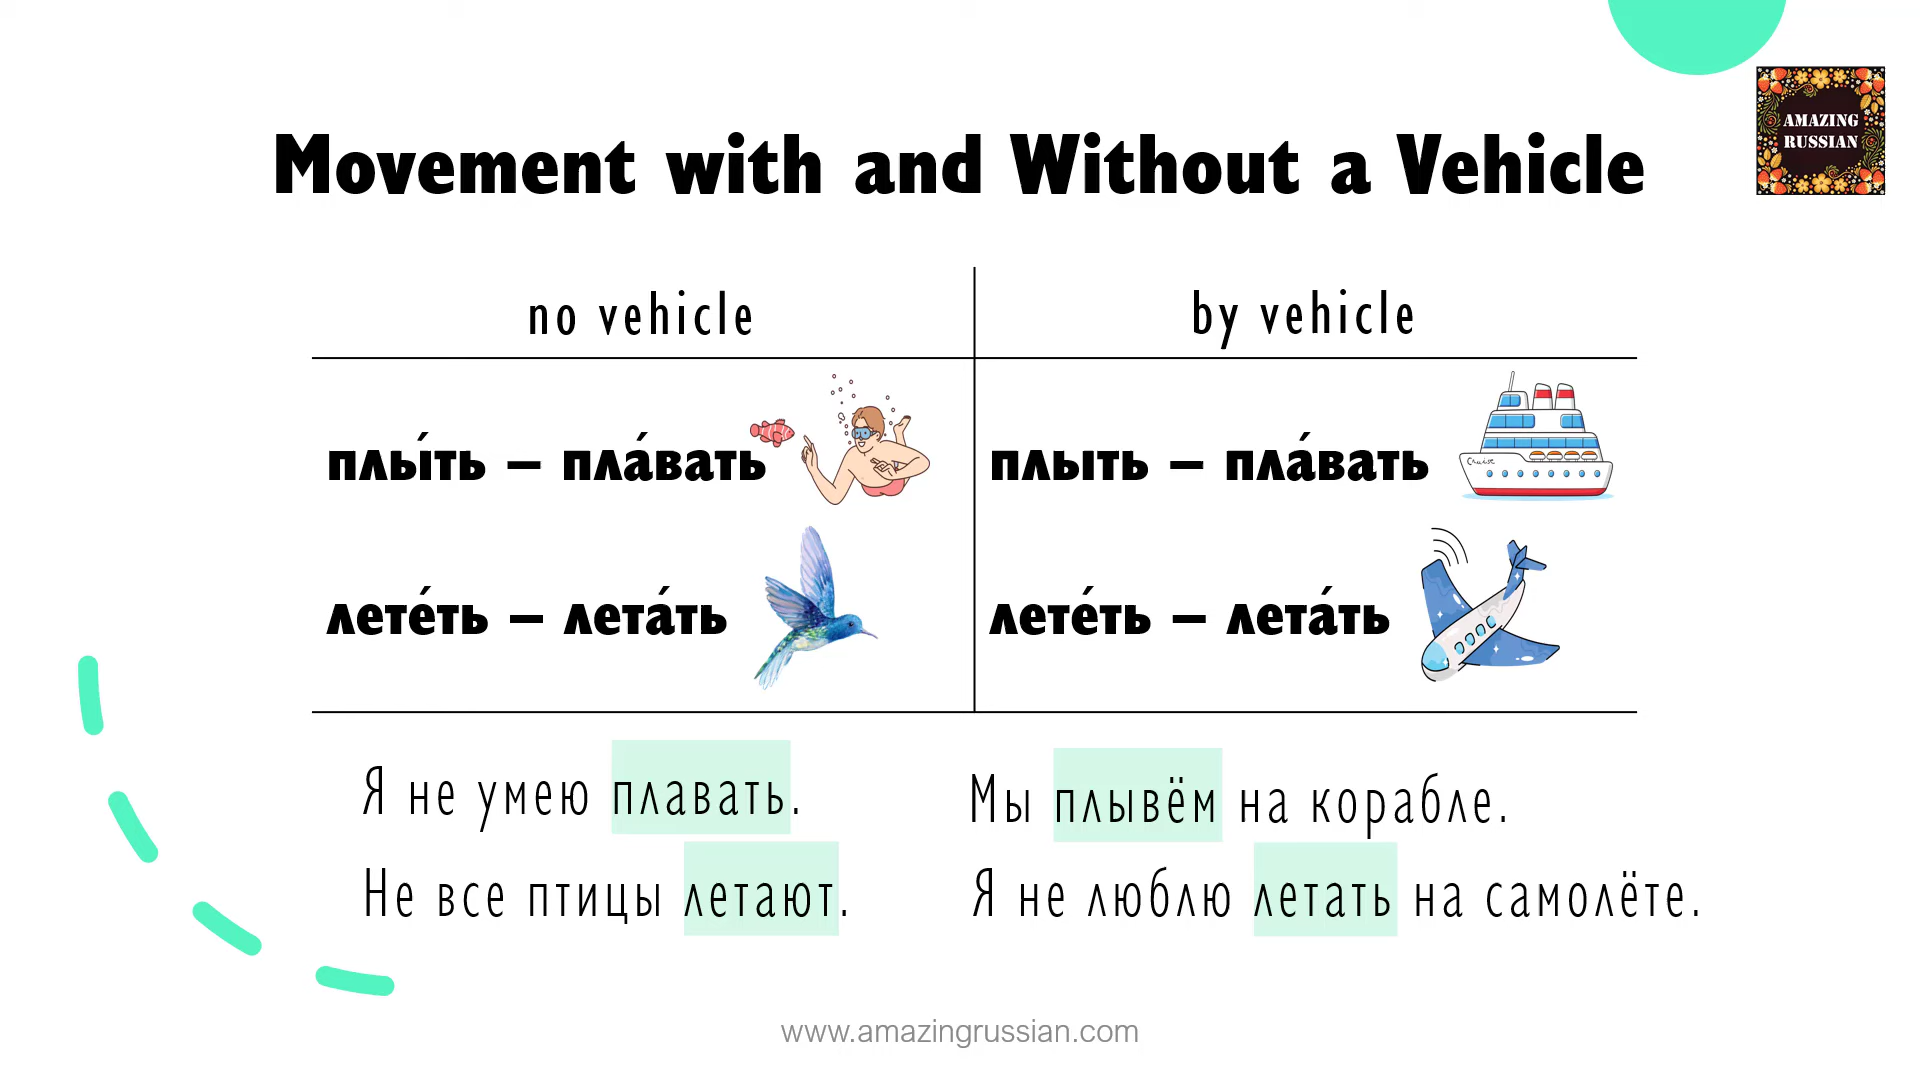 AMAZING
RUSSIAN
Movement with and Without a Vehicle
no vehicle
by vehicle
плы́ть – пла́вать
плыть – пла́вать
Cruise
лете́ть – лета́ть
лете́ть – лета́ть
Я не умею плавать.
Мы плывём на корабле.
Не все птицы летают.
Я не люблю летать на самолёте.
www.amazingrussian.com